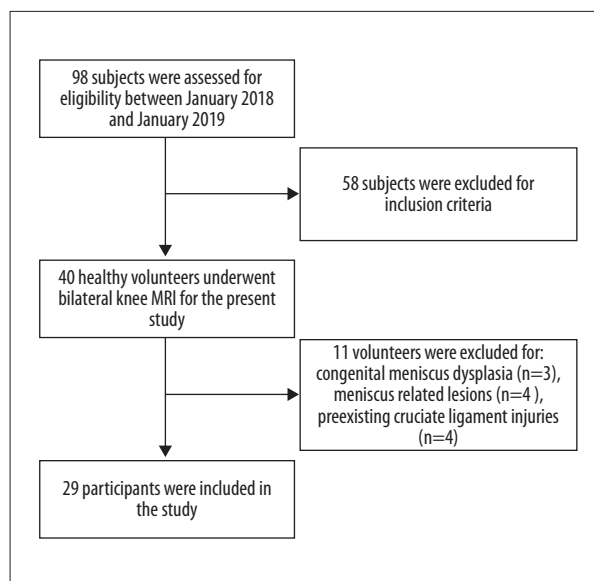 98 subjects were assessed for
eligibility between January 2018
and January 2019
58 subjects were excluded for
inclusion criteria
40 healthy volunteers underwent
bilateral knee MRI for the present
study
11 volunteers were excluded for:
congenital meniscus dysplasia (n=3),
meniscus related lesions (n=4 ),
preexisting cruciate ligament injuries
(n=4)
29 participants were included in
the study